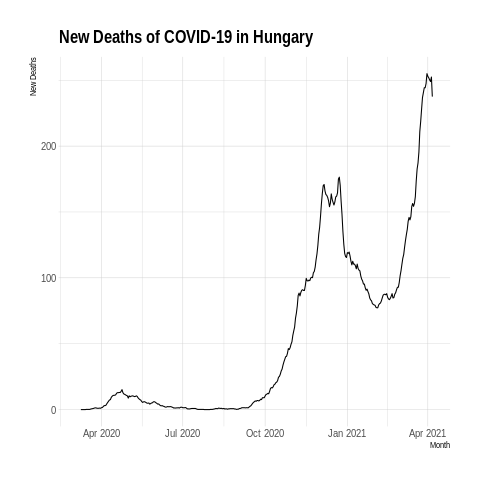 New Deaths of COVID-19 in Hungary
New Deaths
200
100
0
Apr 2020 Jul 2020 Oct 2020 Jan 2021 Apr 2021
Month